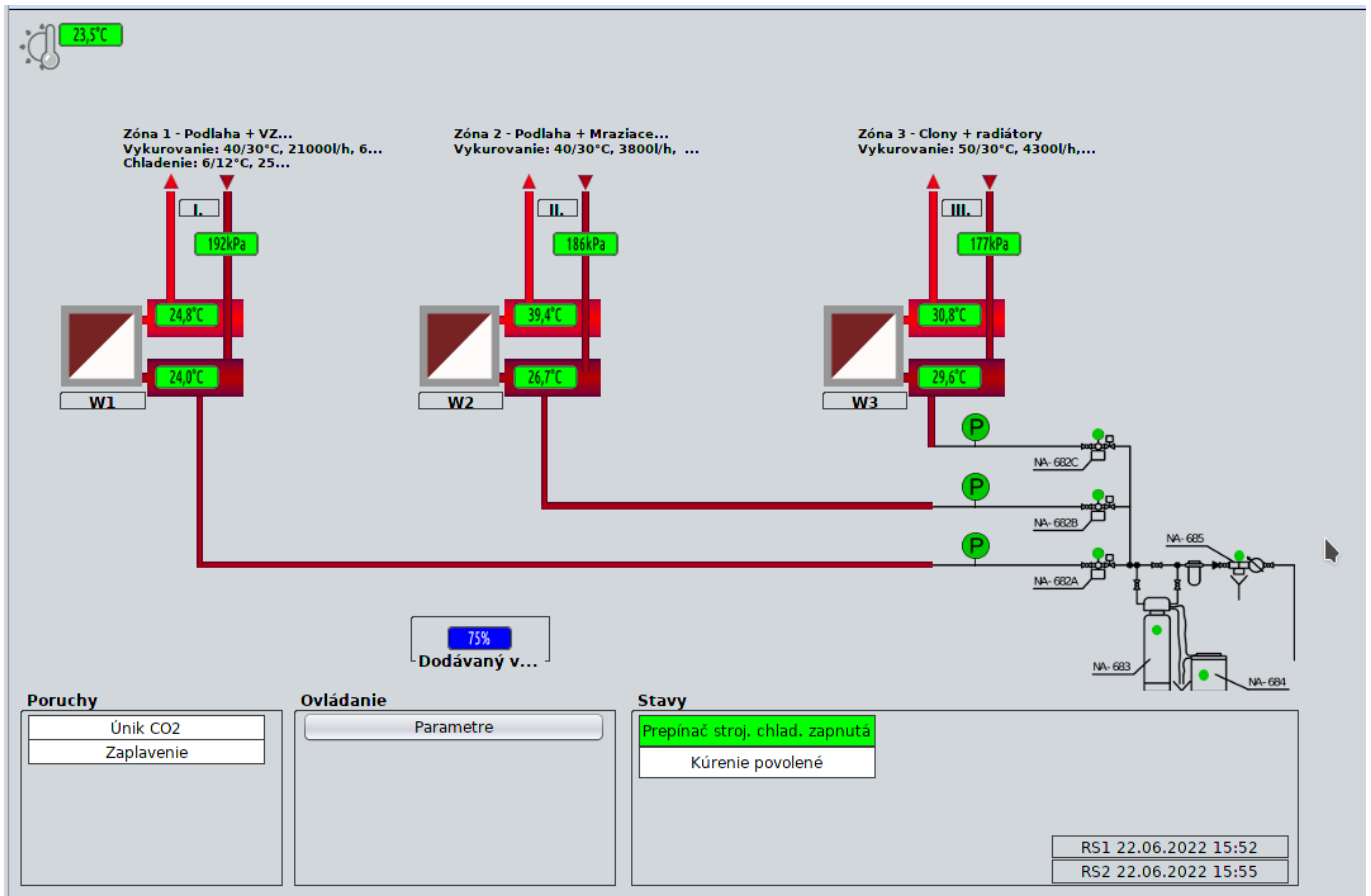 23,5°C
Zóna 1 - Podlaha + VZ...
Vykurovanie: 40/30°C, 21000l/h, 6...
Chladenie: 6/12°C, 25...
Zóna 2 - Podlaha + Mraziace...
Vykurovanie: 40/30°C, 3800l/h, ...
Zóna 3 - Clony + radiátory
Vykurovanie: 50/30°C, 4300l/h,...
I.
II.
III.
192kPa
186kPa
177kPa
24,8°C
39,4°C
30,8°C
24,0°C
26,7°C
29,6°C
W1
W2
W3
P
NA-682C
P
NA-682B
P
NA-685
NA-682A
75%
Dodávaný v...
NA-683
NA-684
Poruchy
Únik CO2
Zaplavenie
Ovládanie
Parametre
Stavy
Prepínač stroj. chlad. zapnutá
Kúrenie povolené
RS1 22.06.2022 15:52
RS2 22.06.2022 15:55